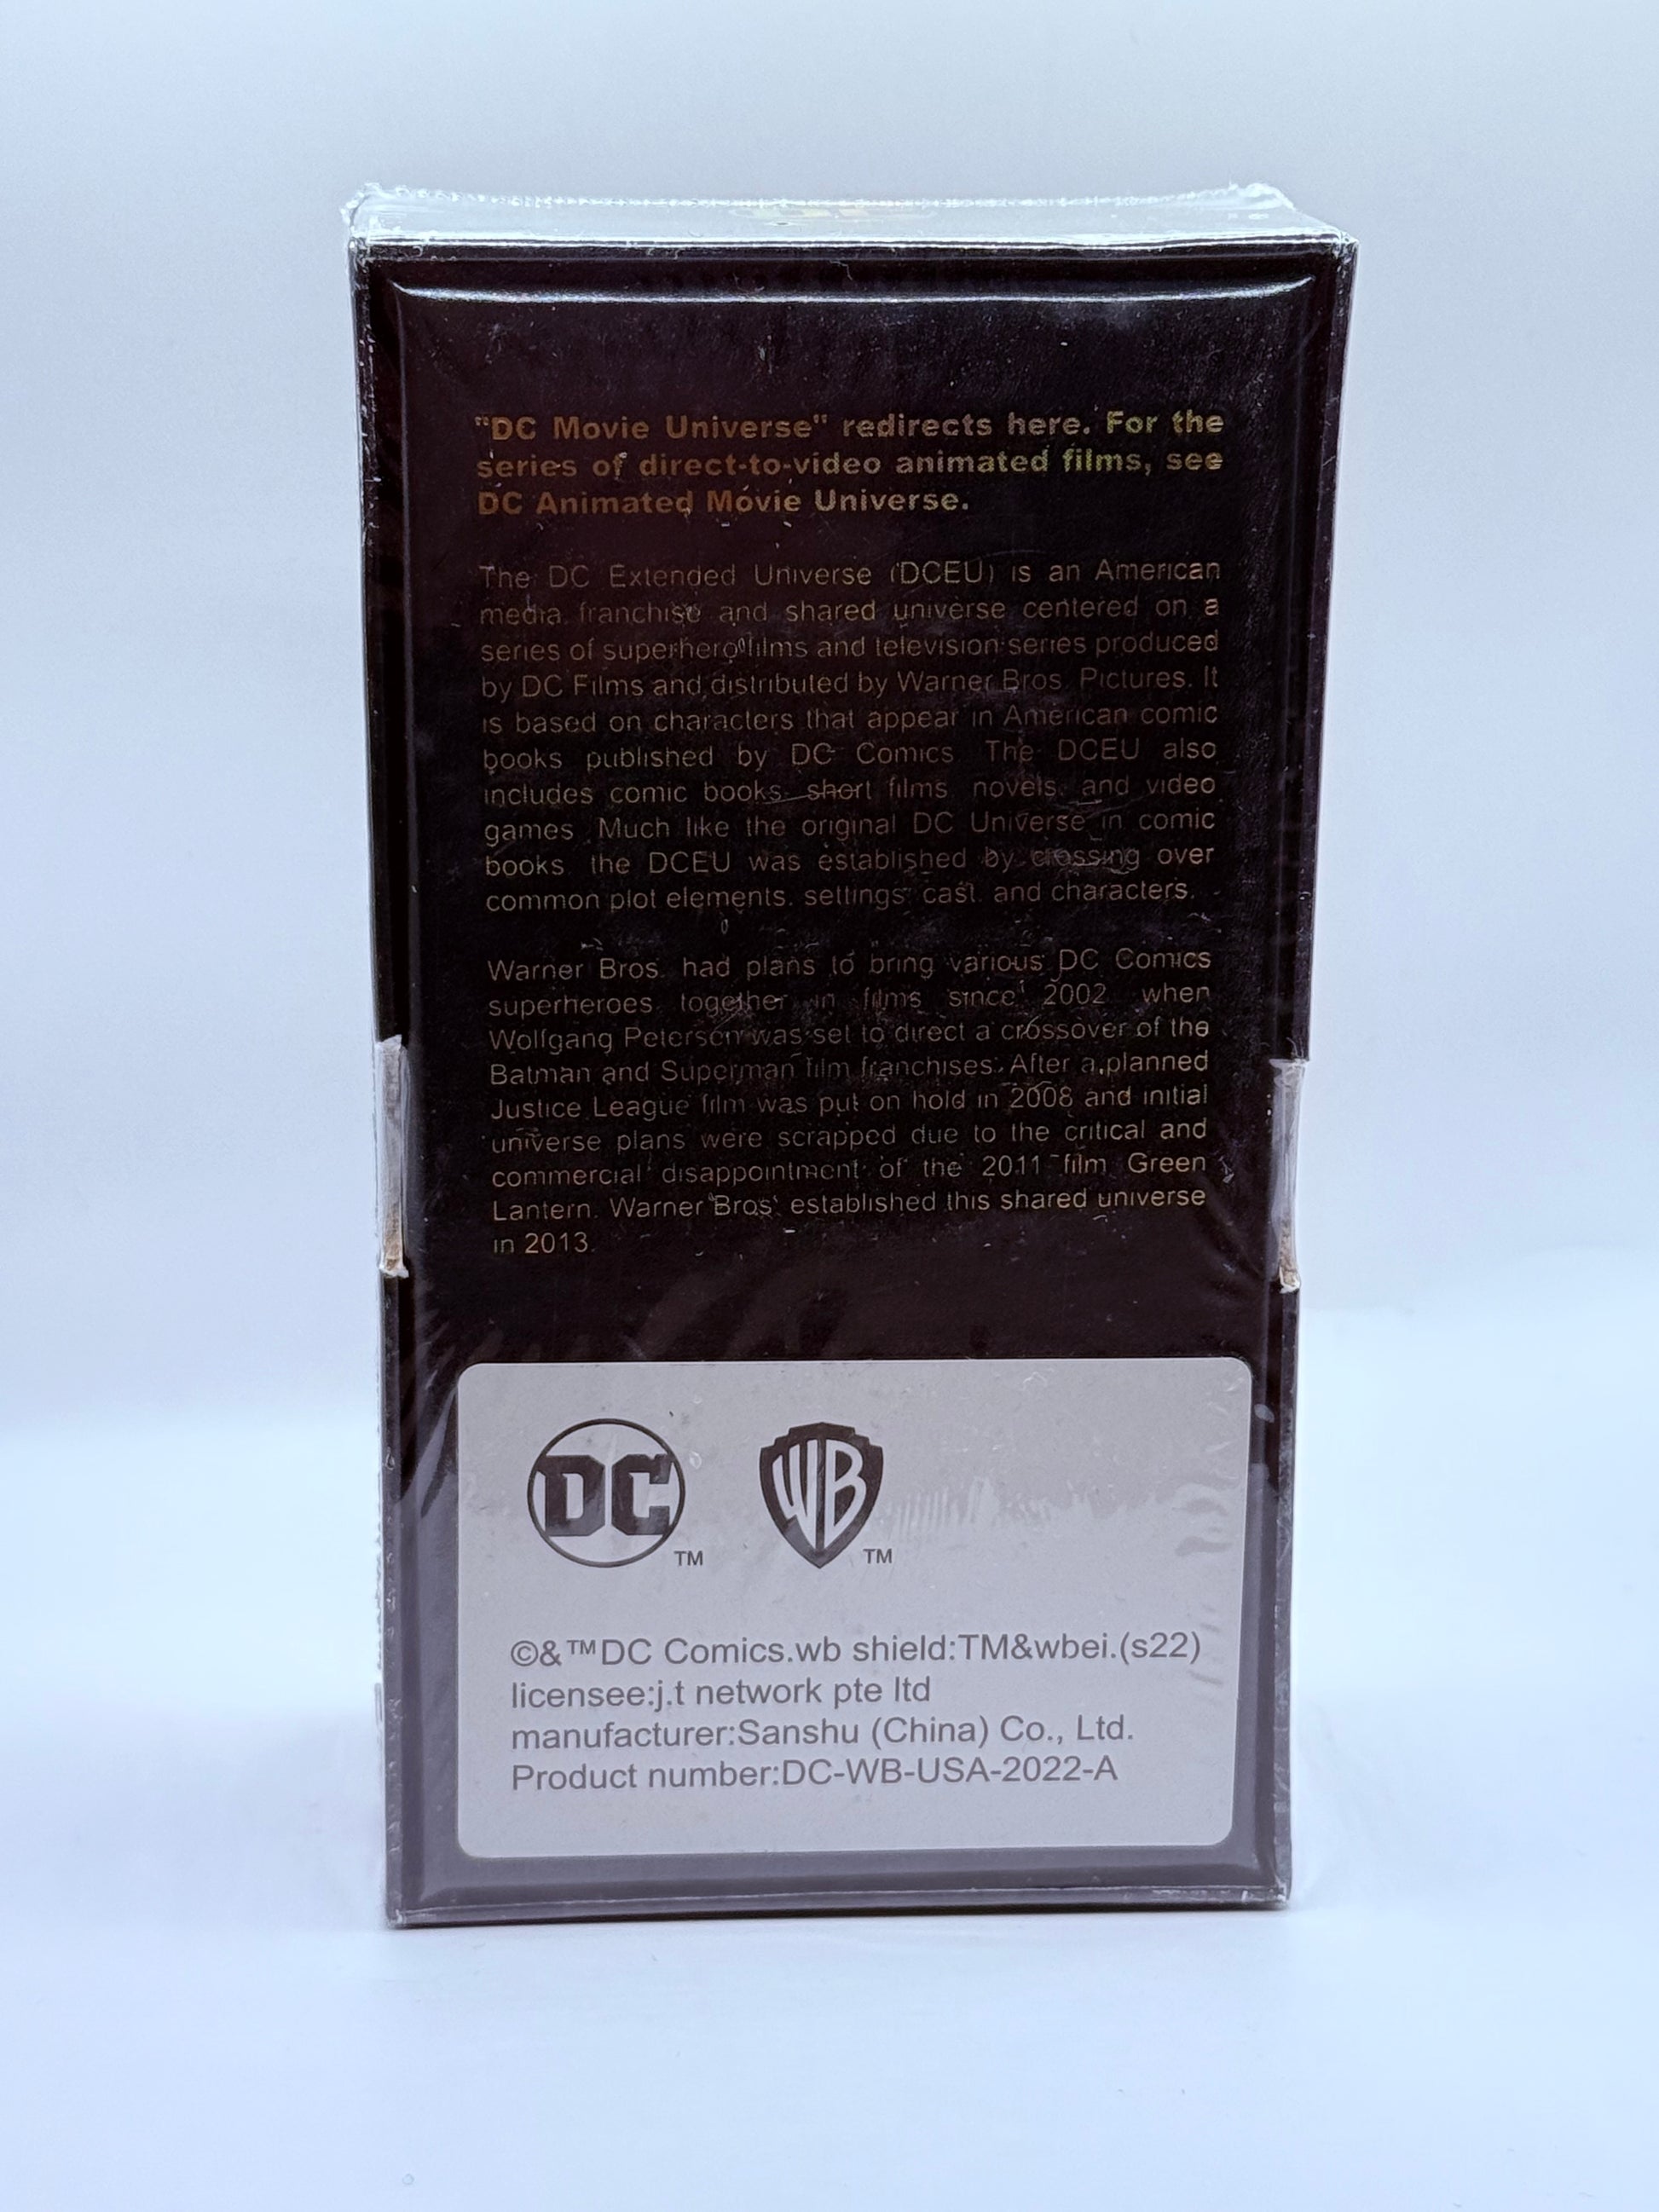 "DC Movie Universe" redirects here. For the
series of direct-to-video animated films, see
DC Animated Movie Universe.
The DC Extended Universe (DCEU) is an American
media franchise and shared universe centered on a
series of superhero films and television series produced
by DC Films and distributed by Warner Bros. Pictures. It
is based on characters that appear in American comic
books published by DC Comics. The DCEU also
includes comic books, short films, novels, and video
games. Much like the original DC Universe in comic
books, the DCEU was established by crossing over
common plot elements, settings, cast, and characters.
Warner Bros. had plans to bring various DC Comics
superheroes together in films since 2002, when
Wolfgang Petersen was set to direct a crossover of the
Batman and Superman film franchises. After a planned
Justice League film was put on hold in 2008 and initial
universe plans were scrapped due to the critical and
commercial disappointment of the 2011 film Green
Lantern. Warner Bros. established this shared universe
in 2013.
DC TM WB TM
©&™DC Comics.wb shield:TM&wbei.(s22)
licensee:j.t network pte ltd
manufacturer:Sanshu (China) Co., Ltd.
Product number:DC-WB-USA-2022-A